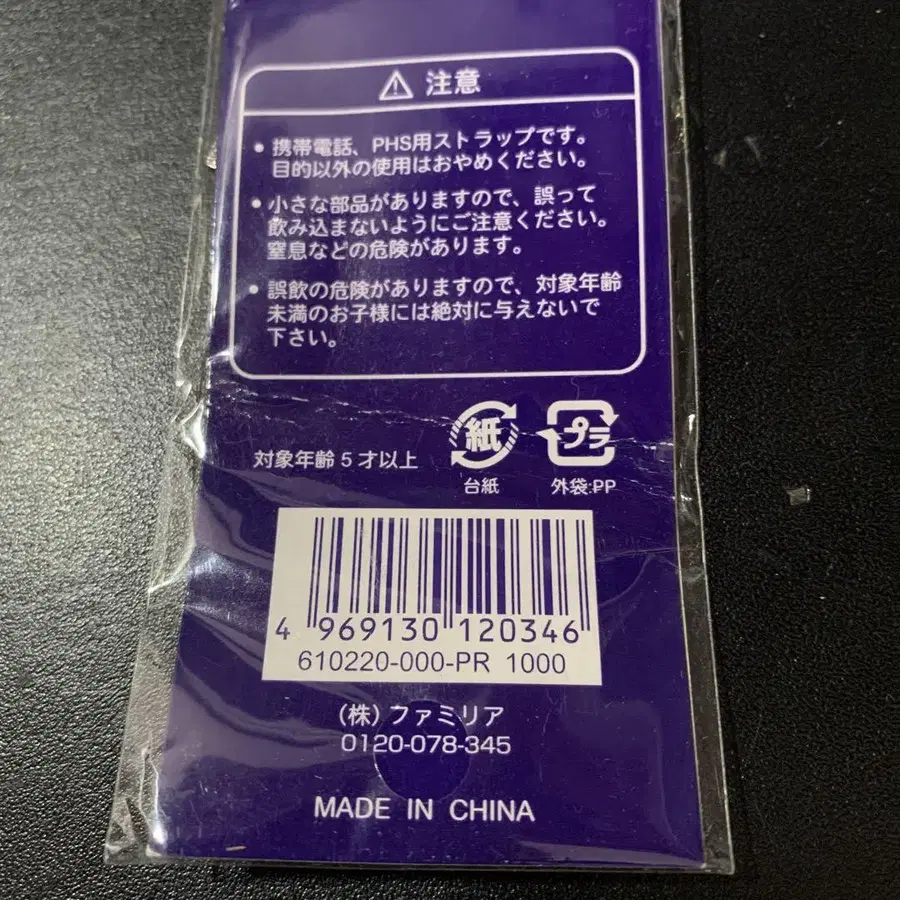 ⚠ 注意
• 携帯電話、PHS用ストラップです。
目的以外の使用はおやめください。
• 小さな部品がありますので、誤って
飲み込まないようにご注意ください。
窒息などの危険があります。
• 誤飲の危険がありますので、対象年齢
未満のお子様には絶対に与えないで
下さい。
対象年齢5才以上
紙
台紙
プラ
外袋:PP
4 969130 120346
610220-000-PR 1000
(株)ファミリア
0120-078-345
MADE IN CHINA